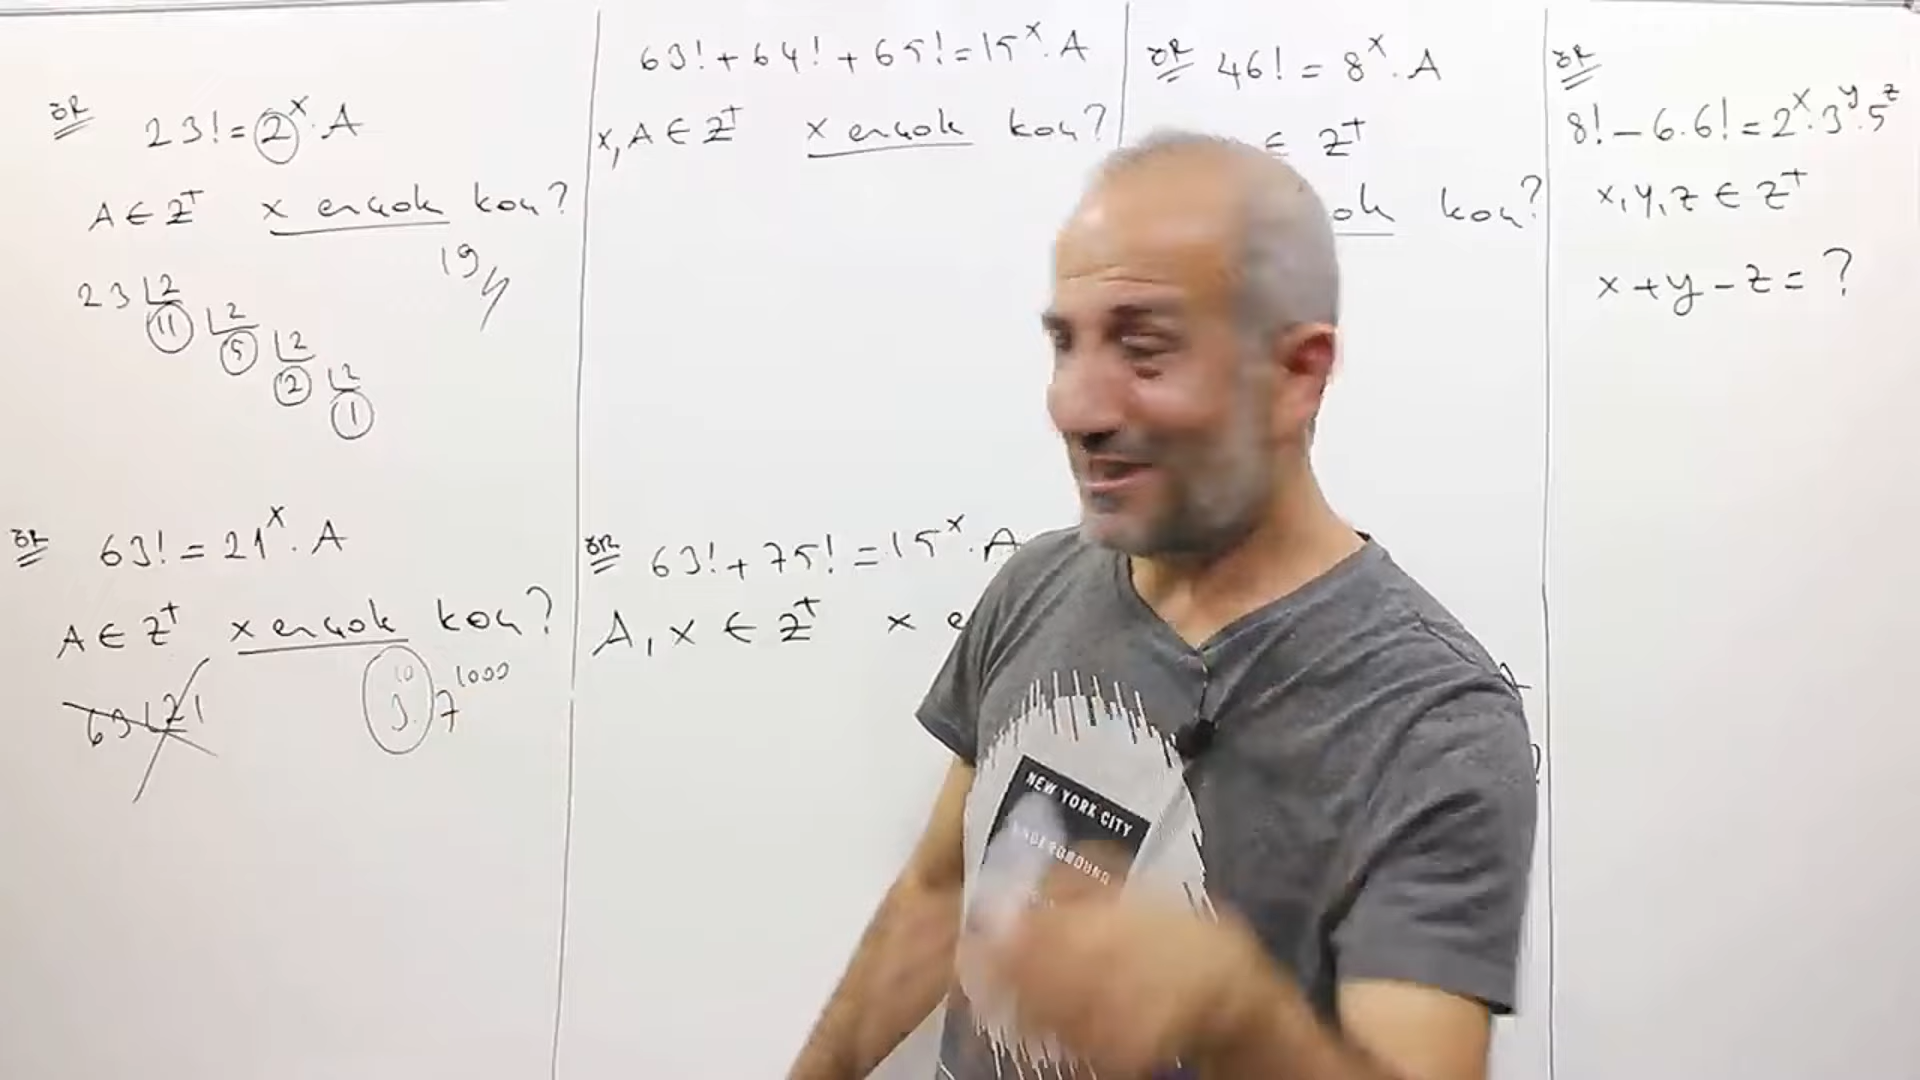 ÖR
23! = 2^x . A
A ∈ Z⁺ x en çok kaç?
19
23 | 2
11 | 2
5 | 2
2 | 2
1
ÖR 63! = 21^x . A
A ∈ Z⁺ x en çok kaç?
63 | 21
3^10 . 7^1000
63! + 64! + 65! = 15^x . A
x, A ∈ Z⁺ x en çok kaç?
ÖR 63! + 75! = 15^x . A
A, x ∈ Z⁺ x e
ÖR 46! = 8^x . A
∈ Z⁺
ok kaç?
ÖR
8! – 6.6! = 2^x . 3^y . 5^z
x, y, z ∈ Z⁺
x + y – z = ?
NEW YORK CITY
UNDERGROUND